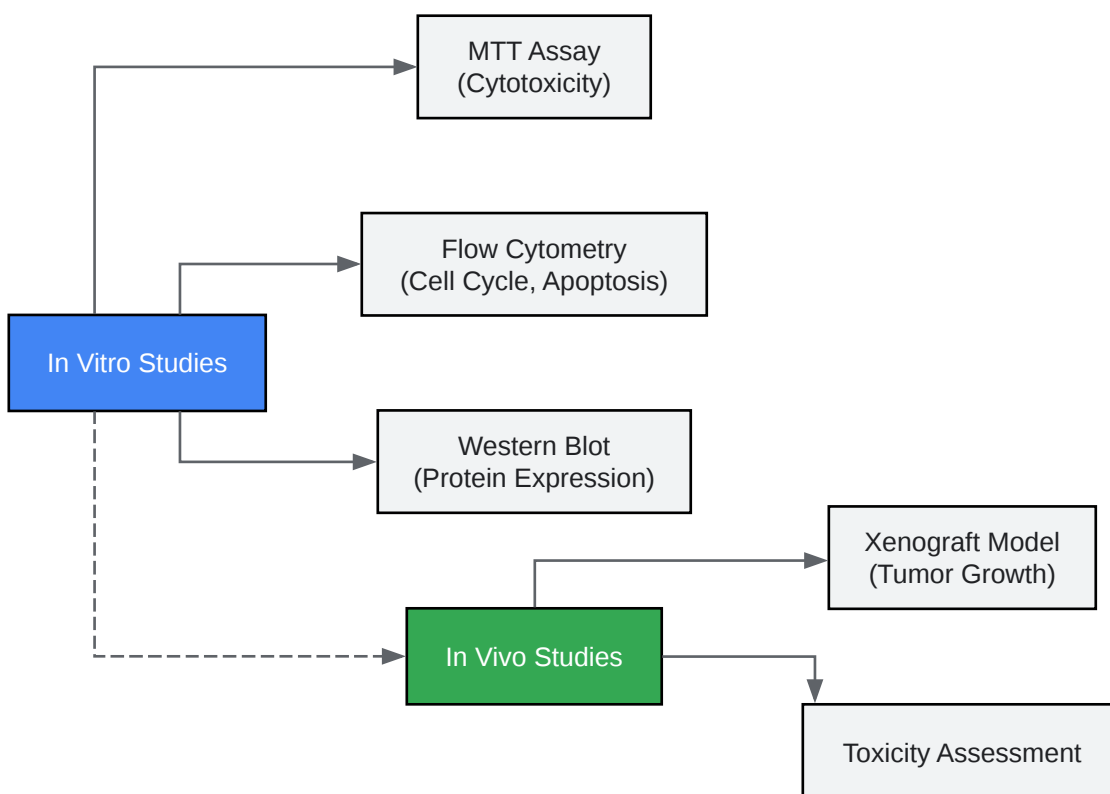 MTT Assay
(Cytotoxicity)
Flow Cytometry
(Cell Cycle, Apoptosis)
In Vitro Studies
Western Blot
(Protein Expression)
Xenograft Model
(Tumor Growth)
In Vivo Studies
Toxicity Assessment